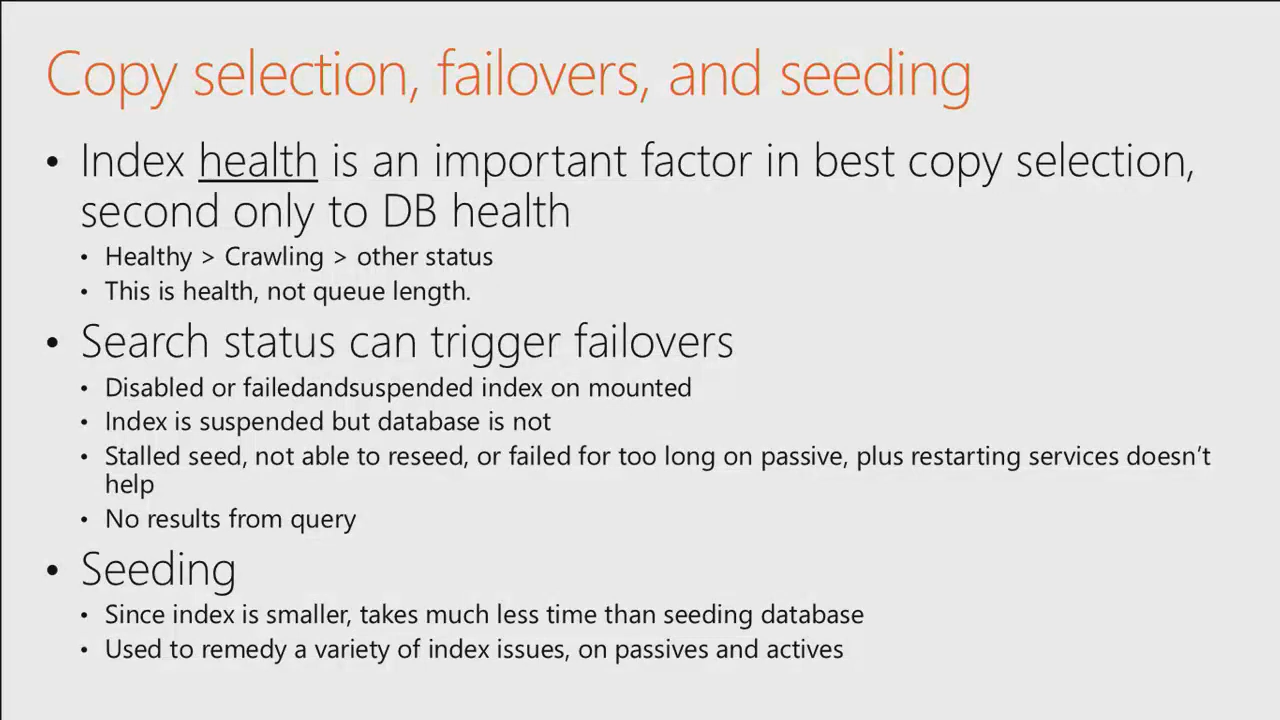 Copy selection, failovers, and seeding
• Index health is an important factor in best copy selection,
second only to DB health
• Healthy > Crawling > other status
• This is health, not queue length.
• Search status can trigger failovers
• Disabled or failedandsuspended index on mounted
• Index is suspended but database is not
• Stalled seed, not able to reseed, or failed for too long on passive, plus restarting services doesn’t
help
• No results from query
• Seeding
• Since index is smaller, takes much less time than seeding database
• Used to remedy a variety of index issues, on passives and actives